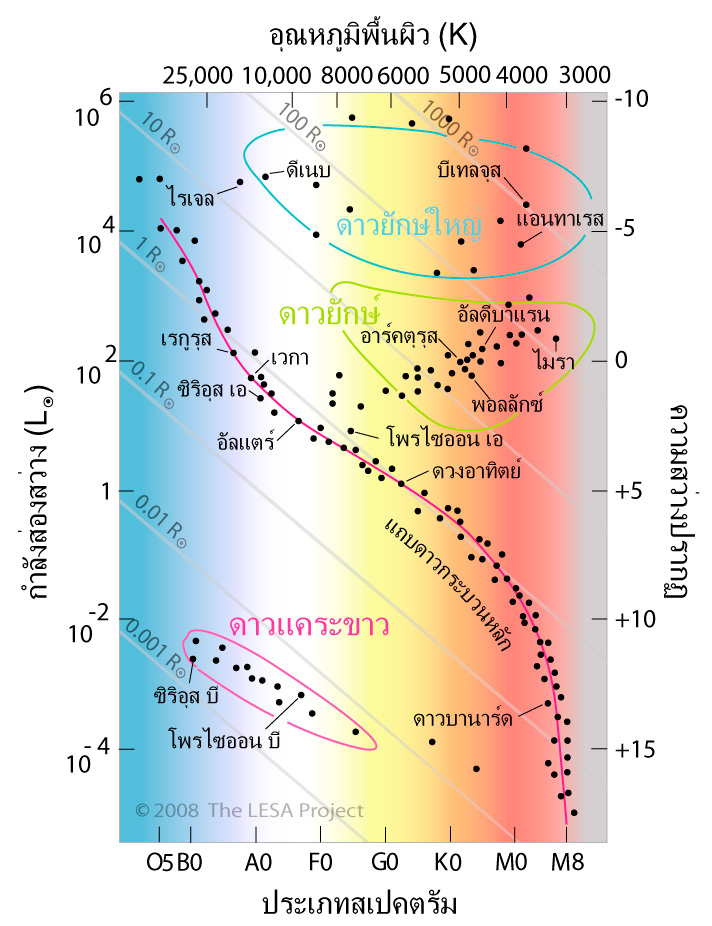 อุณหภูมิพื้นผิว (K)
25,000 10,000 8000 6000 5000 4000 3000
10⁶
-10
10 R☉
100 R☉
1000 R☉
ดีเนบ
บีเทลจุส
ไรเจล
แอนทาเรส
ดาวยักษ์ใหญ่
10⁴
-5
1 R☉
ดาวยักษ์
อัลดีบาแรน
อาร์คตุรุส
เรกูรุส
เวกา
ไมรา
10²
0
0.1 R☉
ซิริอุส เอ
พอลลักซ์
อัลแตร์
โพรไซออน เอ
ดวงอาทิตย์
กำลังส่องสว่าง (L☉)
ความสว่างปรากฏ
1
+5
0.01 R☉
แถบดาวกระบวนหลัก
10⁻²
+10
0.001 R☉
ดาวแคระขาว
ซิริอุส บี
โพรไซออน บี
ดาวบานาร์ด
10⁻⁴
+15
© 2008 The LESA Project
O5 B0 A0 F0 G0 K0 M0 M8
ประเภทสเปคตรัม